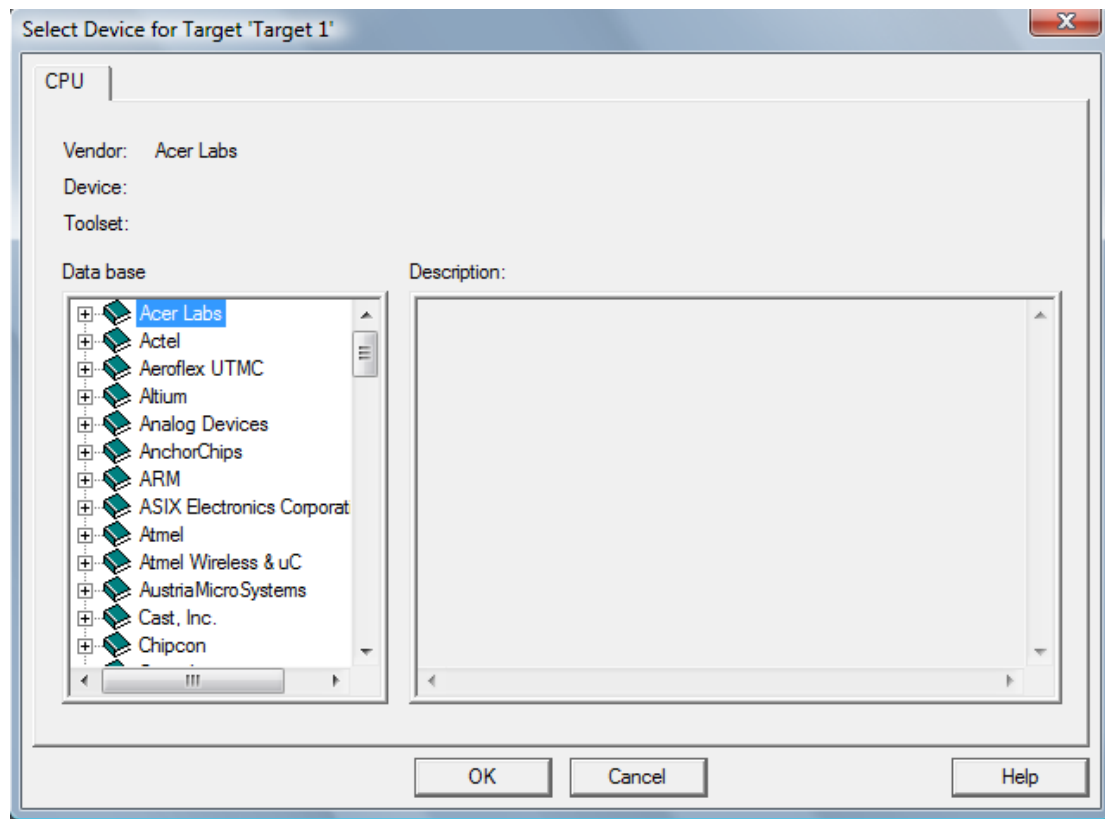 Select Device for Target 'Target 1'
CPU
Vendor: Acer Labs
Device:
Toolset:
Data base
Description:
Acer Labs
Actel
Aeroflex UTMC
Altium
Analog Devices
AnchorChips
ARM
ASIX Electronics Corporat
Atmel
Atmel Wireless & uC
AustriaMicroSystems
Cast, Inc.
Chipcon
OK
Cancel
Help